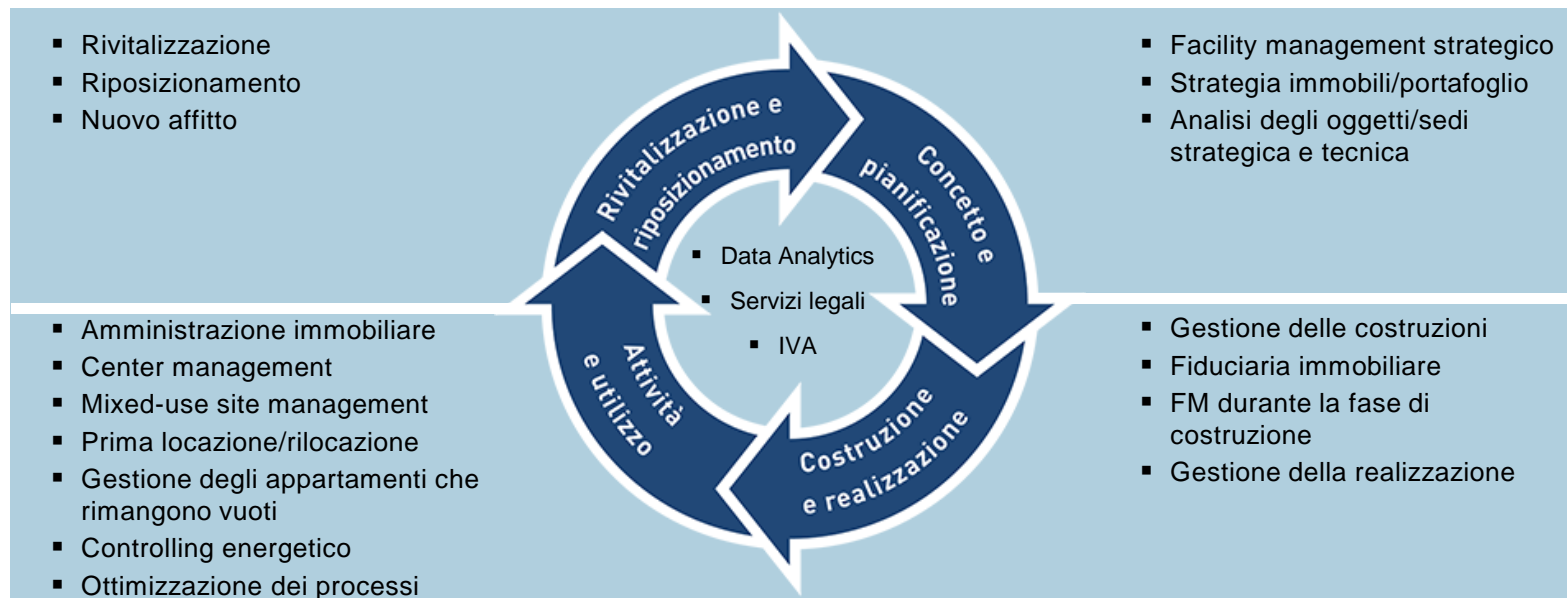 ▪ Rivitalizzazione
▪ Riposizionamento
▪ Nuovo affitto
▪ Facility management strategico
▪ Strategia immobili/portafoglio
▪ Analisi degli oggetti/sedi
strategica e tecnica
Rivitalizzazione e
riposizionamento
Concetto e
pianificazione
▪ Data Analytics
▪ Servizi legali
▪ IVA
Attività
e utilizzo
Costruzione
e realizzazione
▪ Amministrazione immobiliare
▪ Center management
▪ Mixed-use site management
▪ Prima locazione/rilocazione
▪ Gestione degli appartamenti che
rimangono vuoti
▪ Controlling energetico
▪ Ottimizzazione dei processi
▪ Gestione delle costruzioni
▪ Fiduciaria immobiliare
▪ FM durante la fase di
costruzione
▪ Gestione della realizzazione